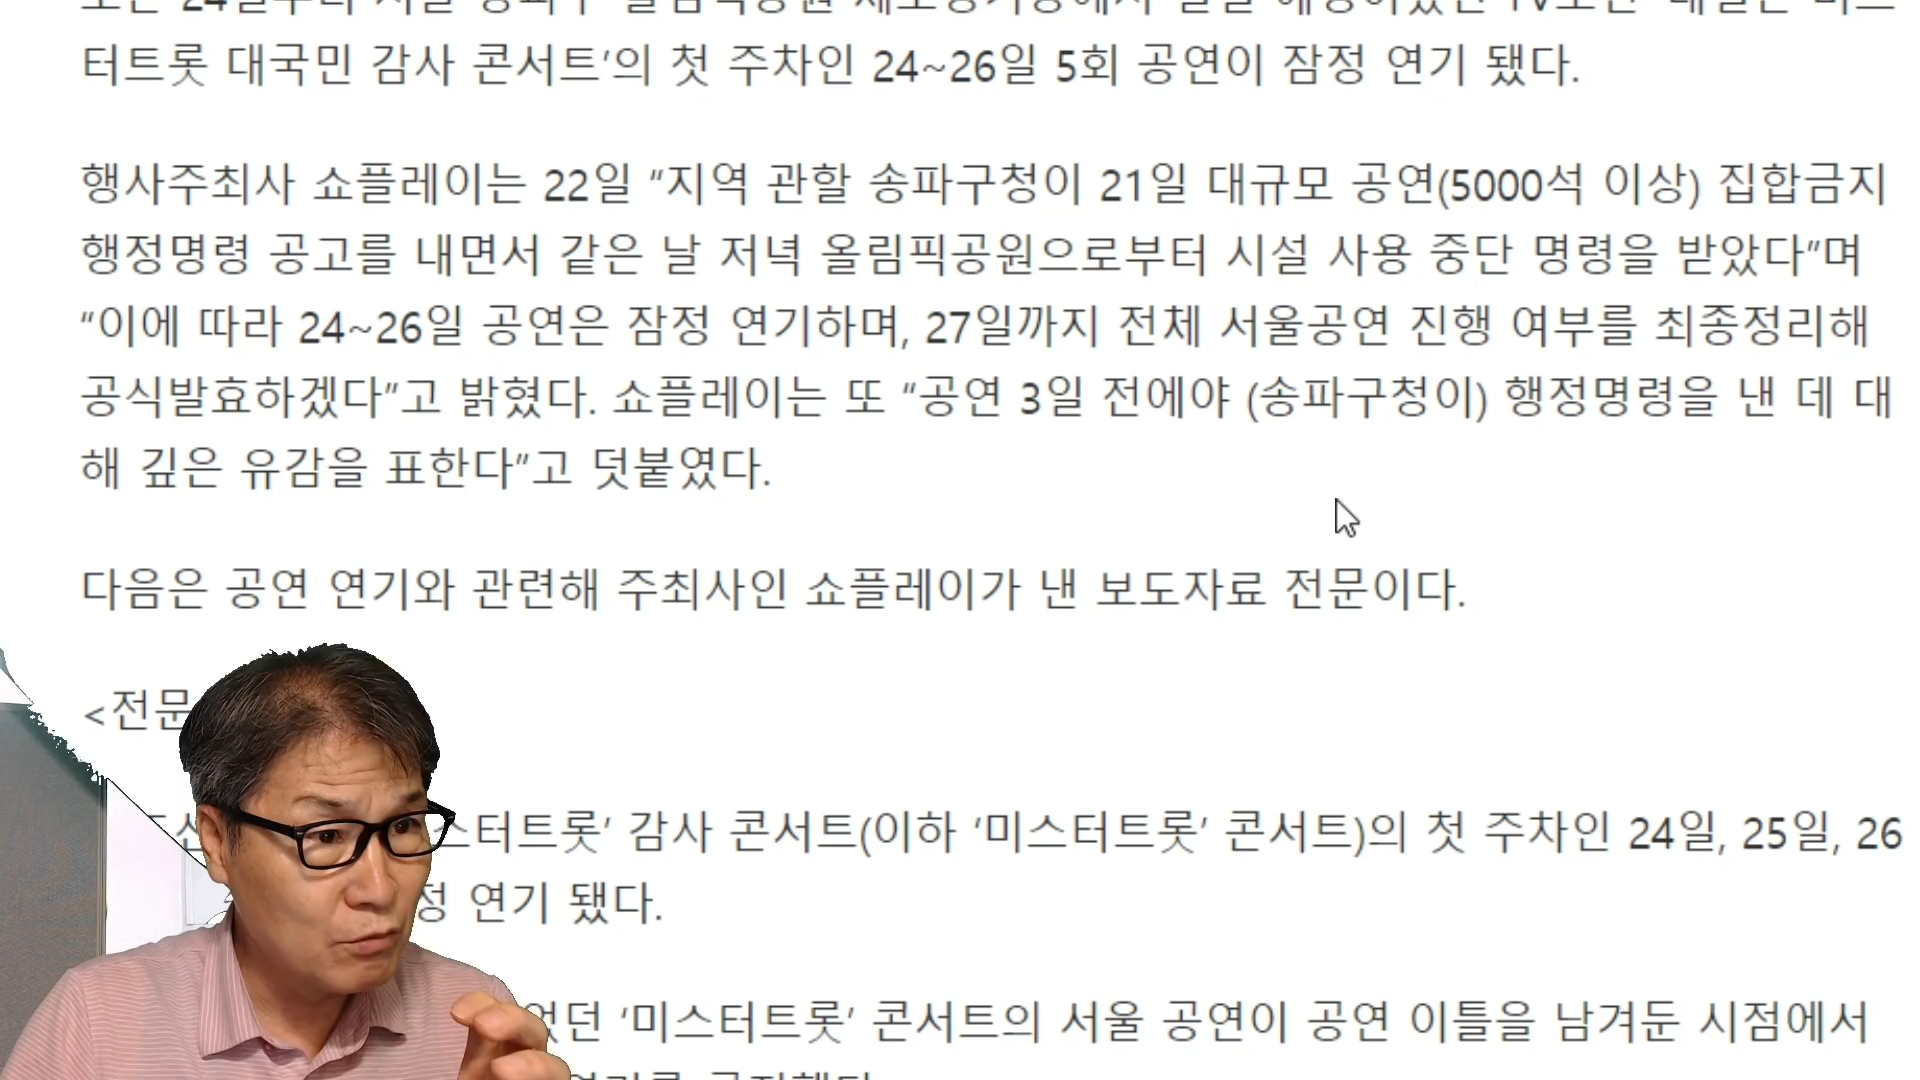 터트롯 대국민 감사 콘서트’의 첫 주차인 24~26일 5회 공연이 잠정 연기 됐다.
행사주최사 쇼플레이는 22일 “지역 관할 송파구청이 21일 대규모 공연(5000석 이상) 집합금지
행정명령 공고를 내면서 같은 날 저녁 올림픽공원으로부터 시설 사용 중단 명령을 받았다”며
“이에 따라 24~26일 공연은 잠정 연기하며, 27일까지 전체 서울공연 진행 여부를 최종정리해
공식발효하겠다”고 밝혔다. 쇼플레이는 또 “공연 3일 전에야 (송파구청이) 행정명령을 낸 데 대
해 깊은 유감을 표한다”고 덧붙였다.
다음은 공연 연기와 관련해 주최사인 쇼플레이가 낸 보도자료 전문이다.
<전문
스터트롯’ 감사 콘서트(이하 ‘미스터트롯’ 콘서트)의 첫 주차인 24일, 25일, 26
정 연기 됐다.
었던 ‘미스터트롯’ 콘서트의 서울 공연이 공연 이틀을 남겨둔 시점에서